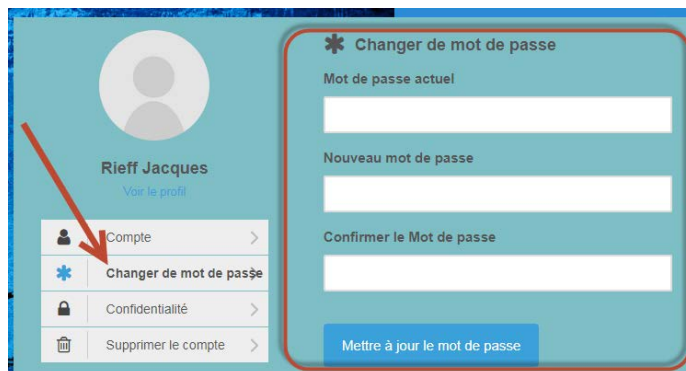 Rieff Jacques
Voir le profil
Compte
Changer de mot de passe
Confidentialité
Supprimer le compte
Changer de mot de passe
Mot de passe actuel
Nouveau mot de passe
Confirmer le Mot de passe
Mettre à jour le mot de passe